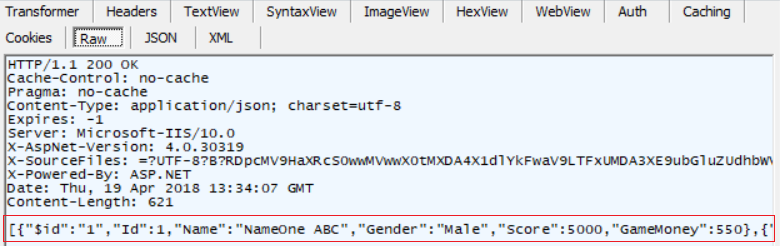 Transformer Headers TextView SyntaxView ImageView HexView WebView Auth Caching
Cookies Raw JSON XML
HTTP/1.1 200 OK
Cache-Control: no-cache
Pragma: no-cache
Content-Type: application/json; charset=utf-8
Expires: -1
Server: Microsoft-IIS/10.0
X-AspNet-Version: 4.0.30319
X-SourceFiles:
X-Powered-By: ASP.NET
Date: Thu, 19 Apr 2018 13:34:07 GMT
Content-Length: 621
[{"$id":"1","Id":1,"Name":"NameOne ABC","Gender":"Male","Score":5000,"GameMoney":550},{"